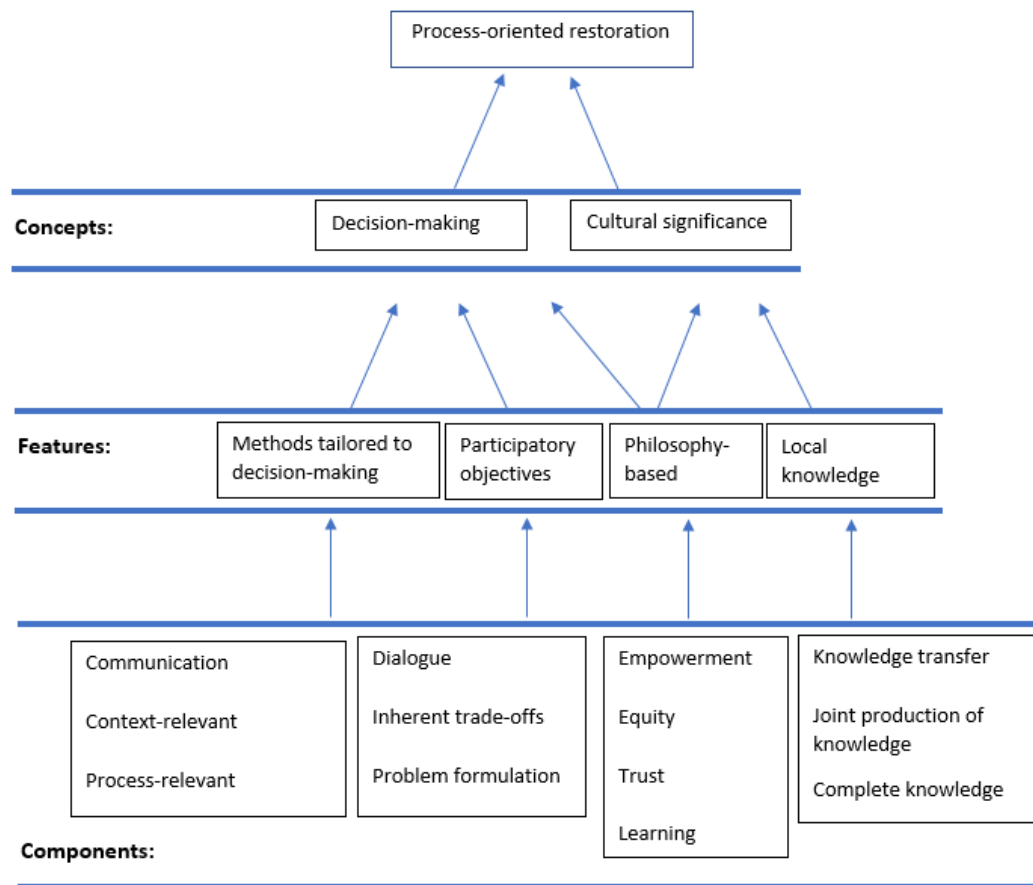 Process-oriented restoration
Concepts:
Decision-making
Cultural significance
Features:
Methods tailored to
decision-making
Participatory
objectives
Philosophy-
based
Local
knowledge
Communication
Context-relevant
Process-relevant
Dialogue
Inherent trade-offs
Problem formulation
Empowerment
Equity
Trust
Learning
Knowledge transfer
Joint production of
knowledge
Complete knowledge
Components: